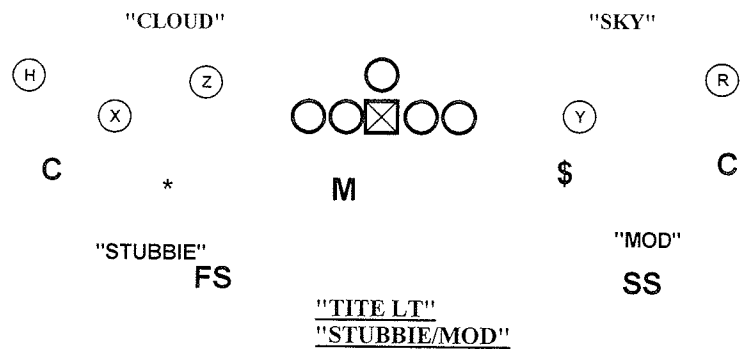 "CLOUD" "SKY"
H Z R
X Y
C * M $ C
"STUBBIE" "MOD"
FS SS
"TITE LT"
"STUBBIE/MOD"